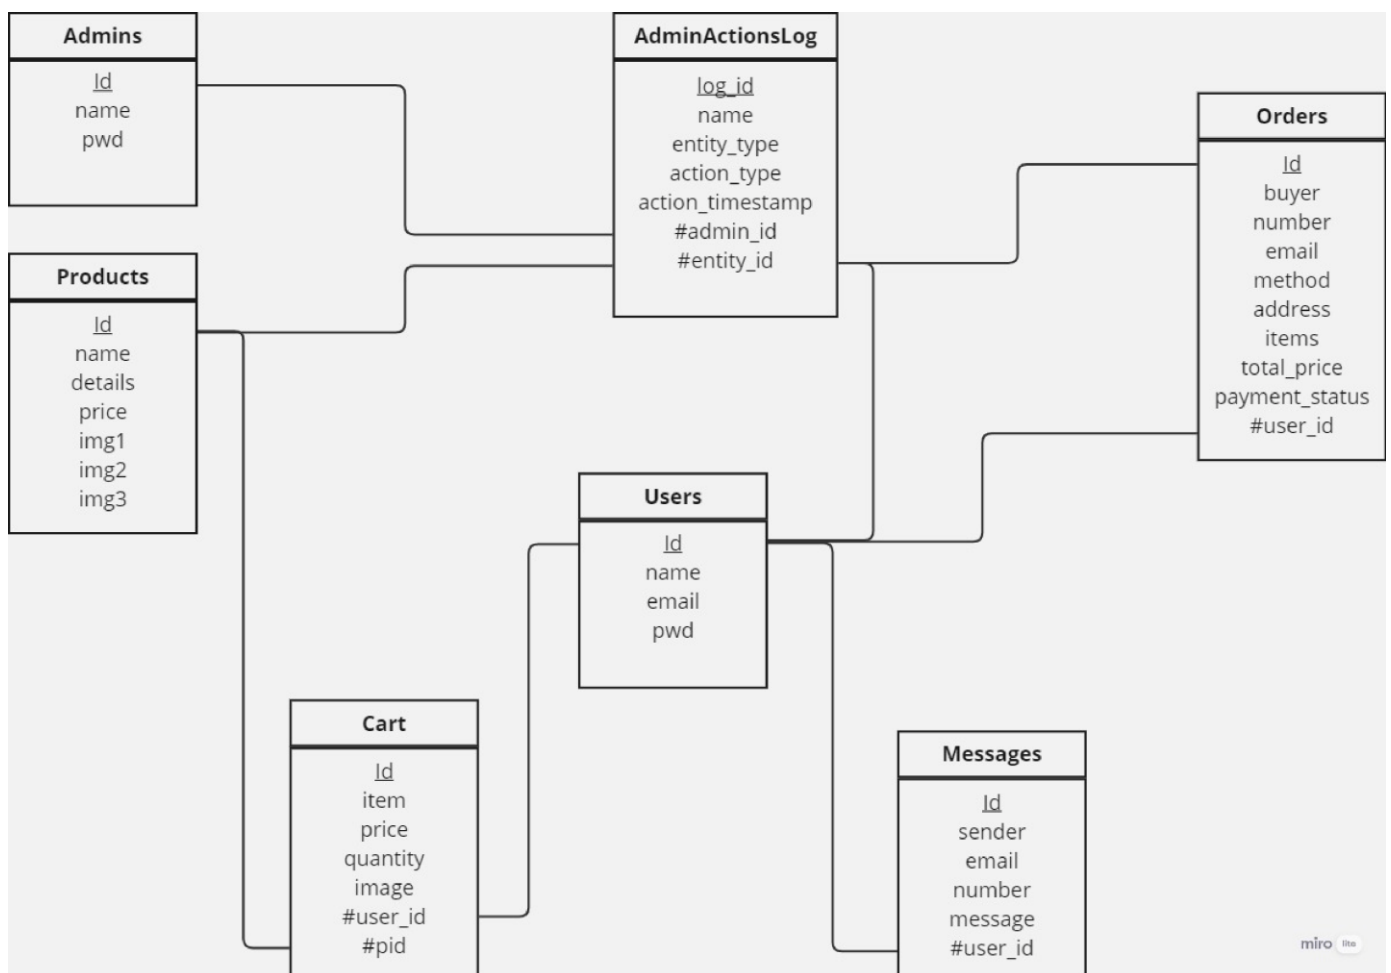 Admins
Id
name
pwd
AdminActionsLog
log_id
name
entity_type
action_type
action_timestamp
#admin_id
#entity_id
Orders
Id
buyer
number
email
method
address
items
total_price
payment_status
#user_id
Products
Id
name
details
price
img1
img2
img3
Users
Id
name
email
pwd
Cart
Id
item
price
quantity
image
#user_id
#pid
Messages
Id
sender
email
number
message
#user_id
miro lite